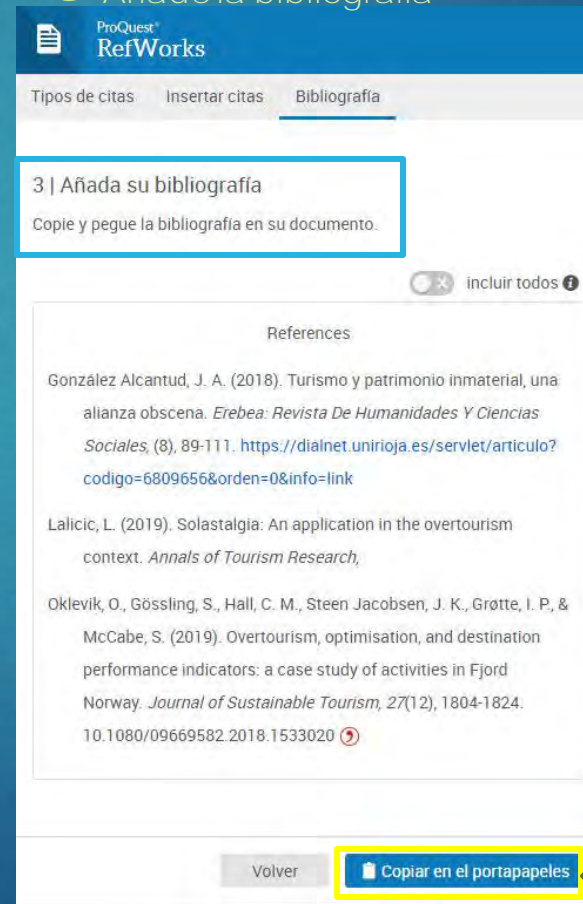 Añade la bibliografía
ProQuest®
RefWorks
Tipos de citas Insertar citas Bibliografía
3 | Añada su bibliografía
Copie y pegue la bibliografía en su documento.
incluir todos
References
González Alcantud, J. A. (2018). Turismo y patrimonio inmaterial, una
alianza obscena. Erebea: Revista De Humanidades Y Ciencias
Sociales, (8), 89-111. https://dialnet.unirioja.es/servlet/articulo?
codigo=6809656&orden=0&info=link
Lalicic, L. (2019). Solastalgia: An application in the overtourism
context. Annals of Tourism Research,
Oklevik, O., Gössling, S., Hall, C. M., Steen Jacobsen, J. K., Grøtte, I. P., &
McCabe, S. (2019). Overtourism, optimisation, and destination
performance indicators: a case study of activities in Fjord
Norway. Journal of Sustainable Tourism, 27(12), 1804-1824.
10.1080/09669582.2018.1533020
Volver Copiar en el portapapeles